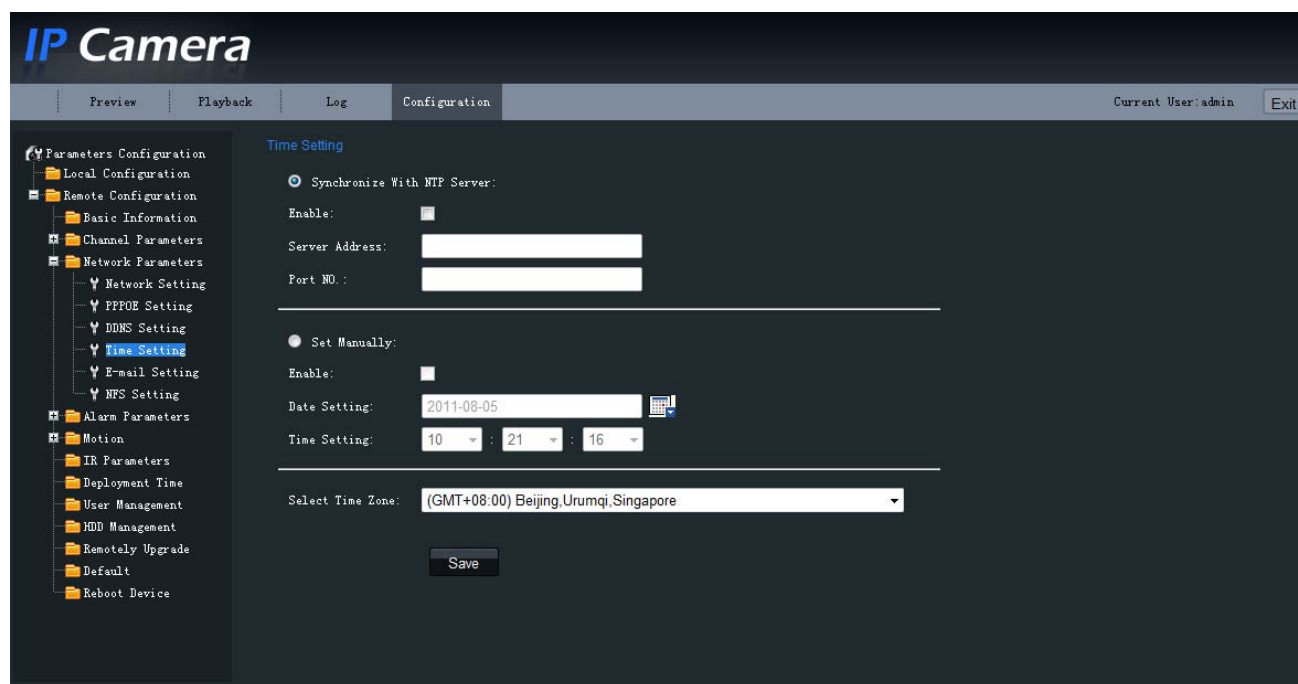 IP Camera
Preview Playback Log Configuration Current User:admin Exit
Parameters Configuration
Local Configuration
Remote Configuration
Basic Information
Channel Parameters
Network Parameters
Network Setting
PPPOE Setting
DDNS Setting
Time Setting
E-mail Setting
NFS Setting
Alarm Parameters
Motion
IR Parameters
Deployment Time
User Management
HDD Management
Remotely Upgrade
Default
Reboot Device
Time Setting
Synchronize With NTP Server:
Enable:
Server Address:
Port NO.:
Set Manually:
Enable:
Date Setting: 2011-08-05
Time Setting: 10 : 21 : 16
Select Time Zone: (GMT+08:00) Beijing,Urumqi,Singapore
Save